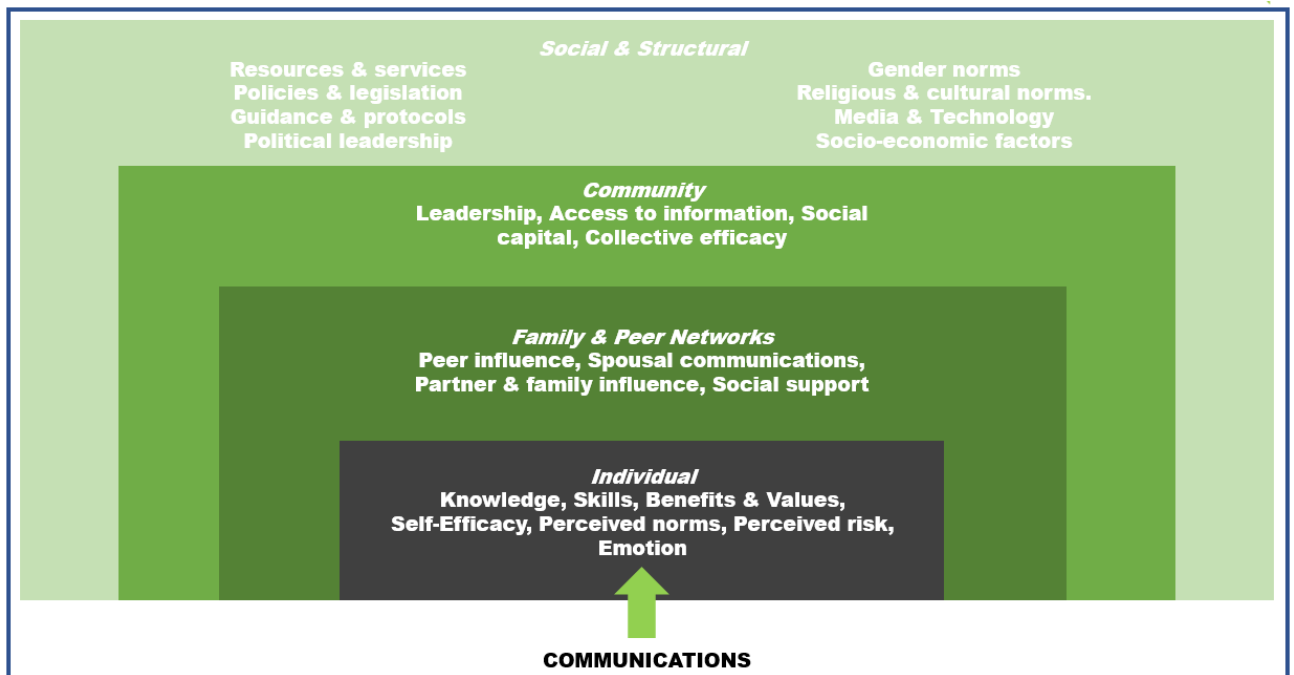 Social & Structural
Resources & services
Policies & legislation
Guidance & protocols
Political leadership
Gender norms
Religious & cultural norms.
Media & Technology
Socio-economic factors
Community
Leadership, Access to information, Social
capital, Collective efficacy
Family & Peer Networks
Peer influence, Spousal communications,
Partner & family influence, Social support
Individual
Knowledge, Skills, Benefits & Values,
Self-Efficacy, Perceived norms, Perceived risk,
Emotion
COMMUNICATIONS